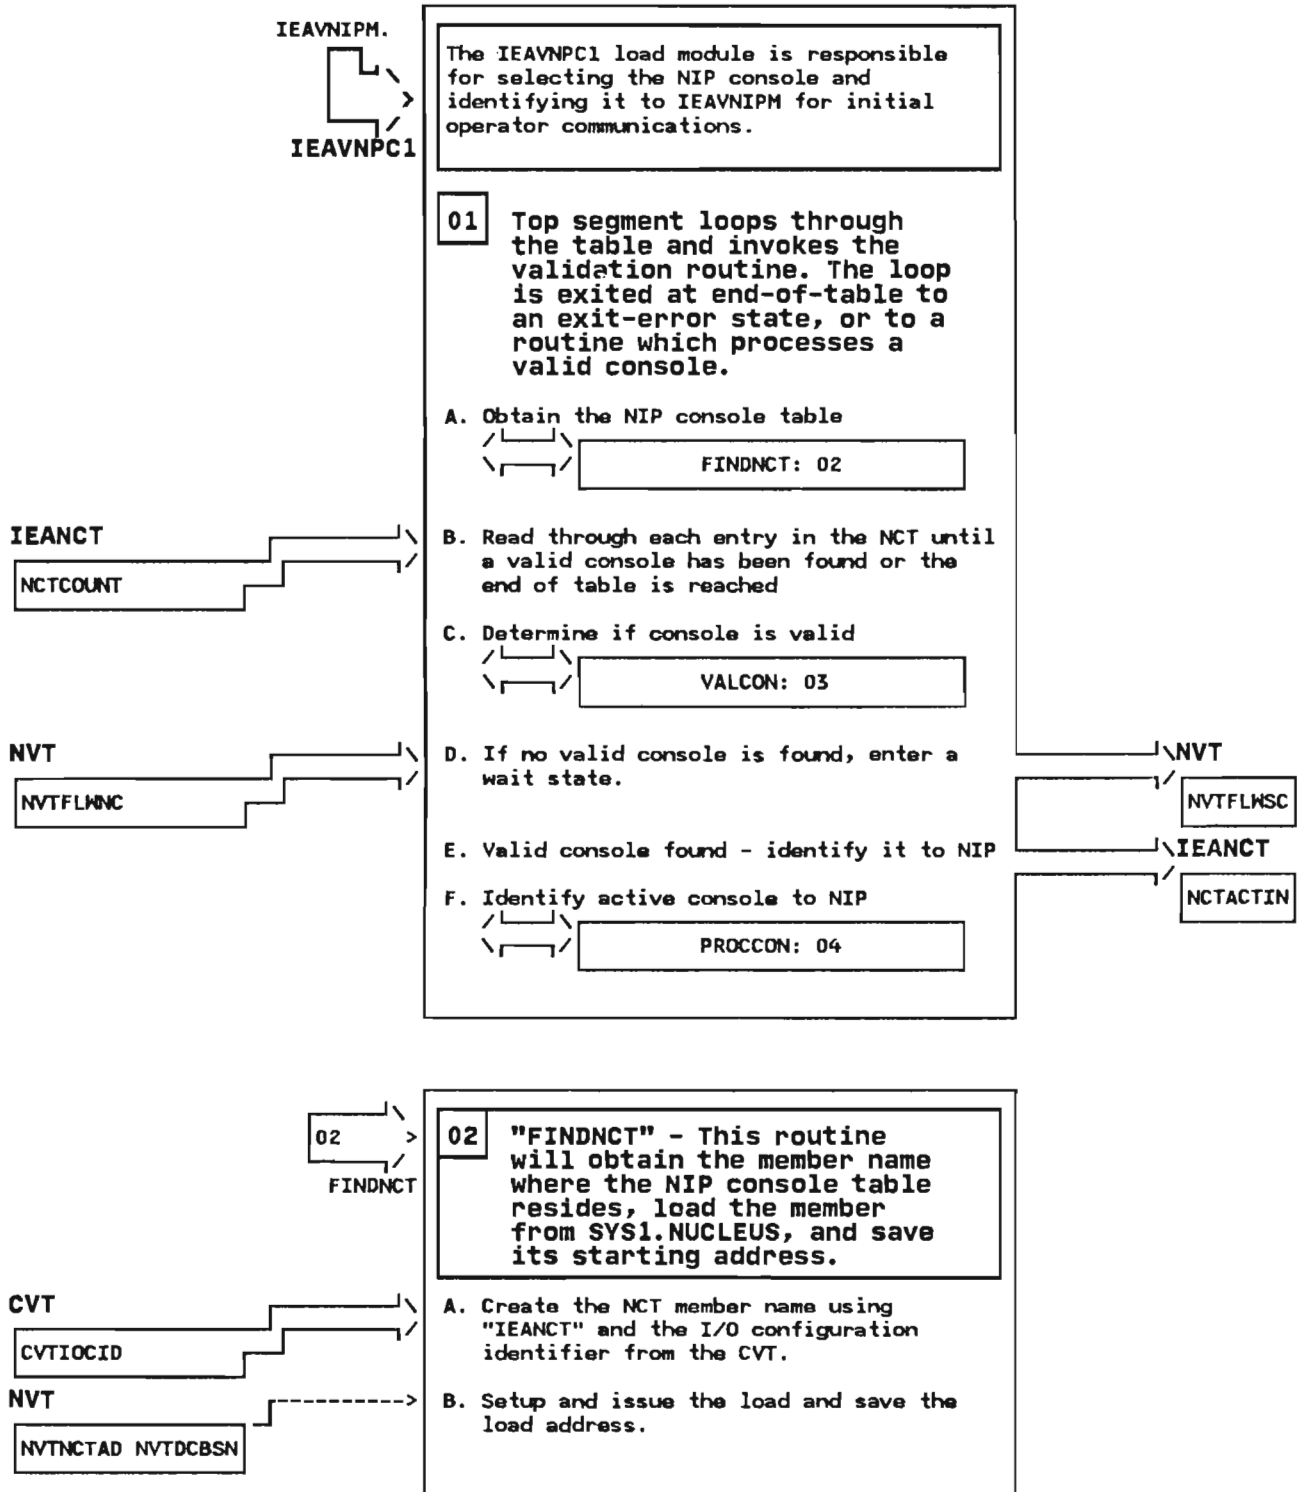 IEAVNIPM.
IEAVNPC1
The IEAVNPC1 load module is responsible
for selecting the NIP console and
identifying it to IEAVNIPM for initial
operator communications.
01
Top segment loops through
the table and invokes the
validation routine. The loop
is exited at end-of-table to
an exit-error state, or to a
routine which processes a
valid console.
A. Obtain the NIP console table
FINDNCT: 02
IEANCT
NCTCOUNT
B. Read through each entry in the NCT until
a valid console has been found or the
end of table is reached
C. Determine if console is valid
VALCON: 03
NVT
NVTFLWNC
D. If no valid console is found, enter a
wait state.
NVT
NVTFLWSC
E. Valid console found - identify it to NIP
IEANCT
NCTACTIN
F. Identify active console to NIP
PROCCON: 04
02
FINDNCT
02
"FINDNCT" - This routine
will obtain the member name
where the NIP console table
resides, load the member
from SYS1.NUCLEUS, and save
its starting address.
CVT
CVTIOCID
A. Create the NCT member name using
"IEANCT" and the I/O configuration
identifier from the CVT.
NVT
NVTNCTAD NVTDCBSN
B. Setup and issue the load and save the
load address.